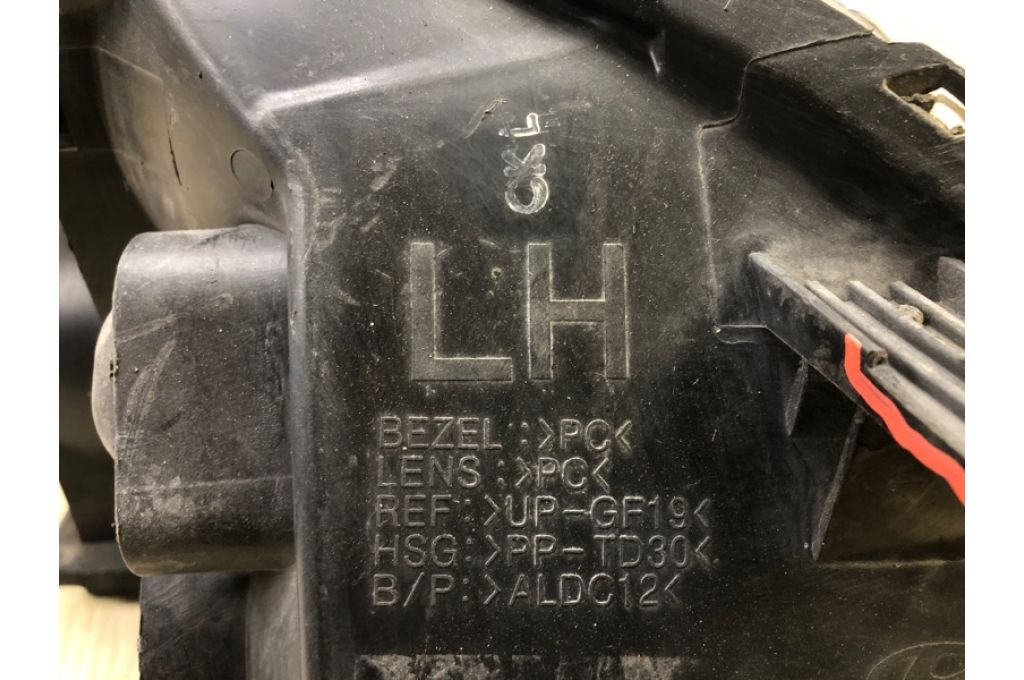 LH
BEZEL:>PC<
LENS:>PC<
REF:>UP-GF19<
HSG:>PP-TD30<
B/P:>ALDC12<